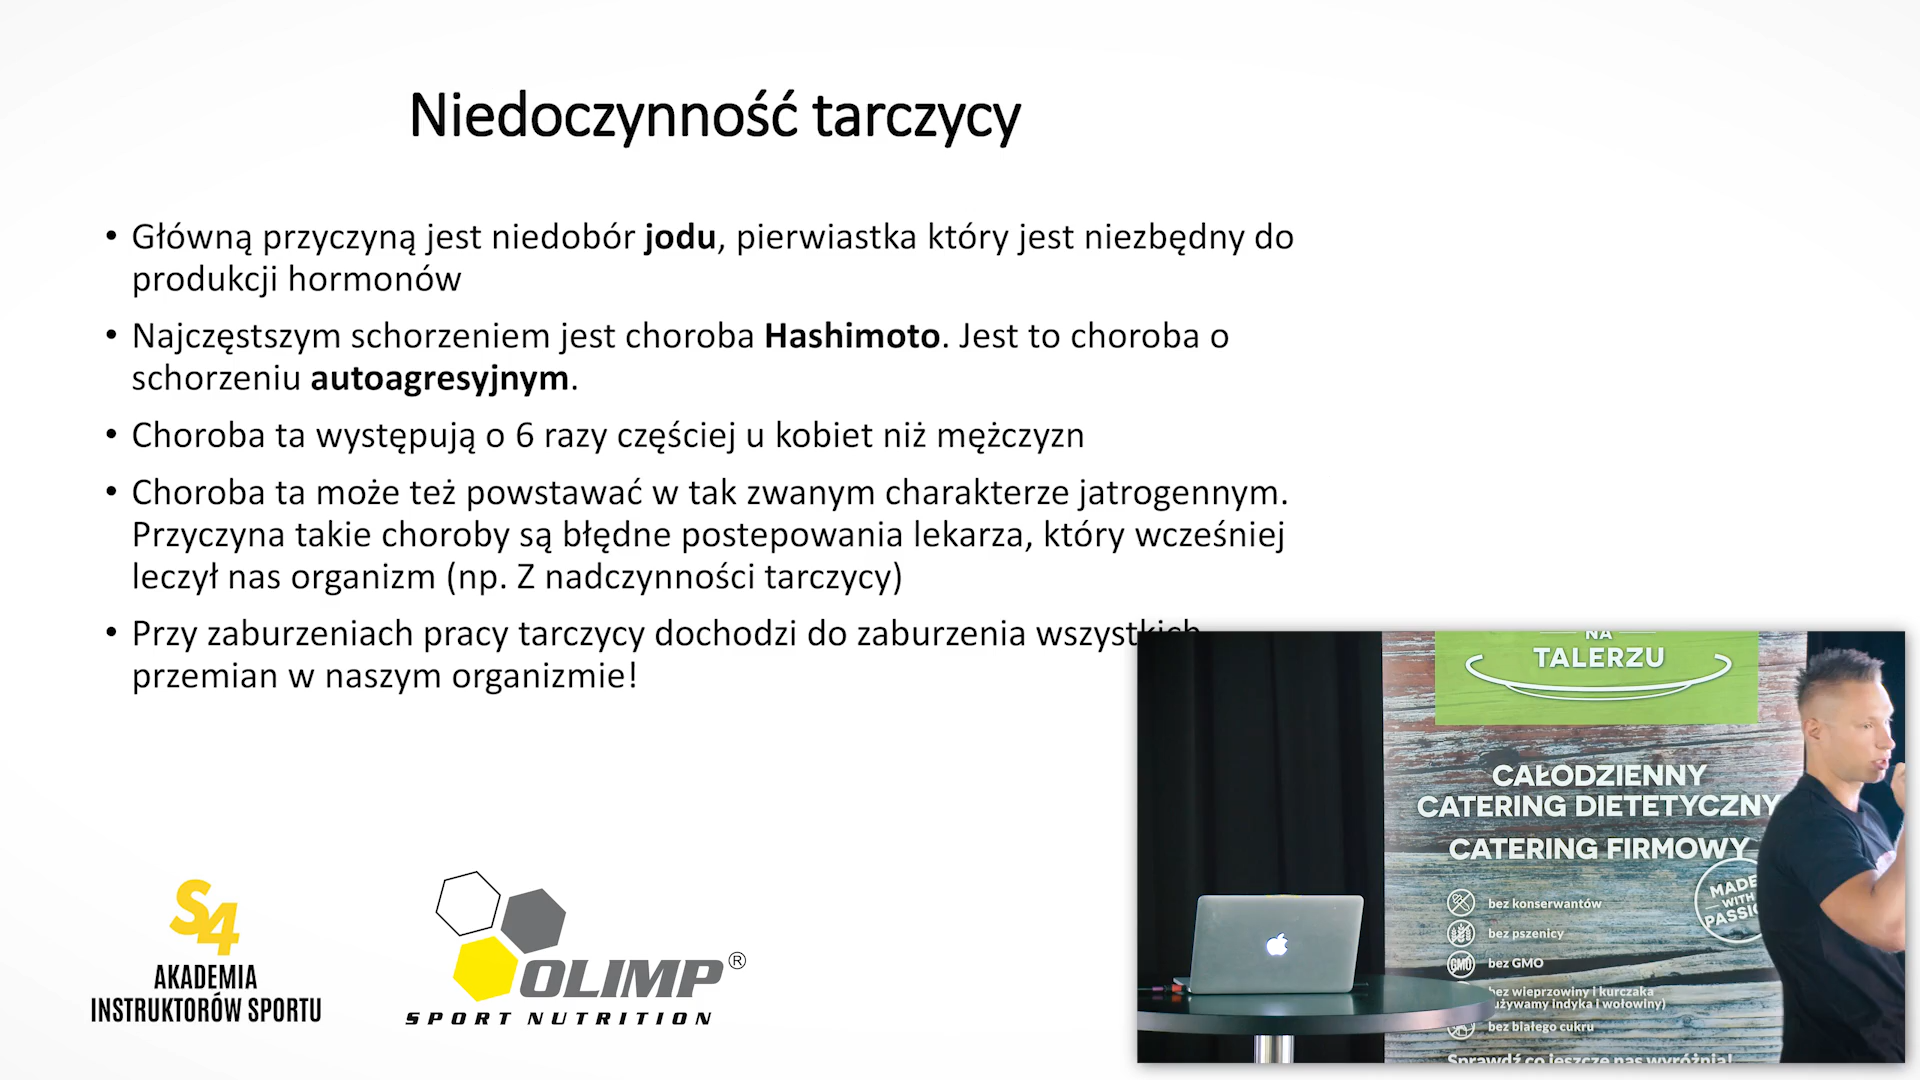 Niedoczynność tarczycy
• Główną przyczyną jest niedobór jodu, pierwiastka który jest niezbędny do
produkcji hormonów
• Najczęstszym schorzeniem jest choroba Hashimoto. Jest to choroba o
schorzeniu autoagresyjnym.
• Choroba ta występują o 6 razy częściej u kobiet niż mężczyzn
• Choroba ta może też powstawać w tak zwanym charakterze jatrogennym.
Przyczyna takie choroby są błędne postepowania lekarza, który wcześniej
leczył nas organizm (np. Z nadczynności tarczycy)
• Przy zaburzeniach pracy tarczycy dochodzi do zaburzenia wszystkich
przemian w naszym organizmie!
S4
AKADEMIA
INSTRUKTORÓW SPORTU
OLIMP®
SPORT NUTRITION
NA
TALERZU
CAŁODZIENNY
CATERING DIETETYCZNY
CATERING FIRMOWY
MADE
WITH
bez konserwantów
bez pszenicy
GMO
bez GMO
bez wieprzowiny i kurczaka
używamy indyka i wołowiny)
bez białego cukru
Sprawdź co jeszcze nas wyróżnia!